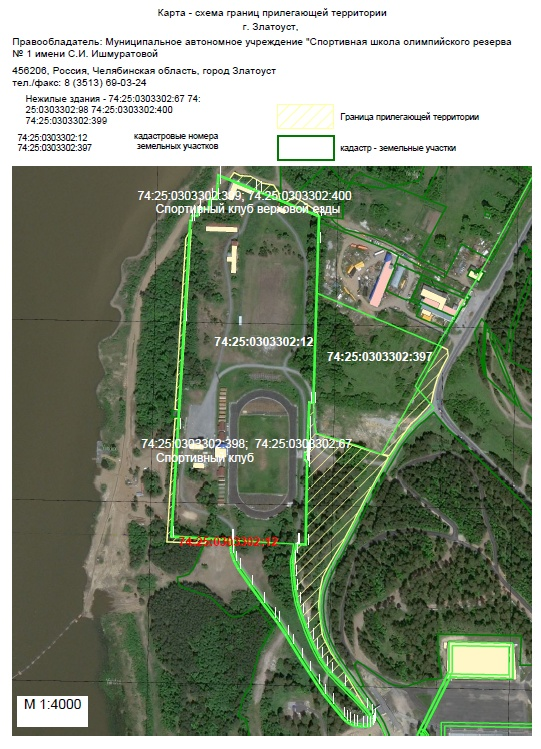 Карта - схема границ прилегающей территории
г. Златоуст,
Правообладатель: Муниципальное автономное учреждение "Спортивная школа олимпийского резерва
№ 1 имени С.И. Ишмуратовой
456206, Россия, Челябинская область, город Златоуст
тел./факс: 8 (3513) 69-03-24
Нежилые здания - 74:25:0303302:67 74:
25:0303302:98 74:25:0303302:400
74:25:0303302:399
74:25:0303302:12
74:25:0303302:397
кадастровые номера
земельных участков
Граница прилегающей территории
кадастр - земельные участки
74:25:0303302:399; 74:25:0303302:400
Спортивный клуб верховой езды
74:25:0303302:12
74:25:0303302:397
74:25:0303302:398; 74:25:0303302:67
Спортивный клуб
74:25:0303302:12
М 1:4000